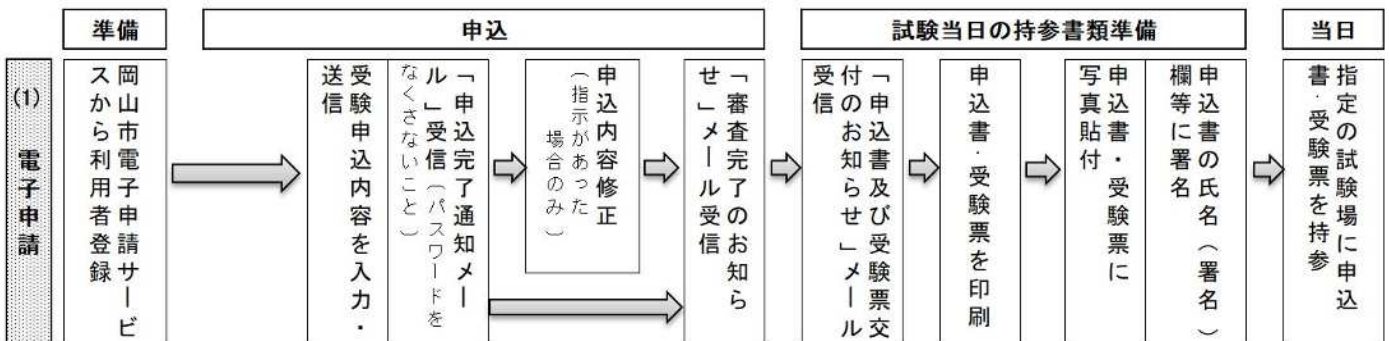 準備
申込
試験当日の持参書類準備
当日
(1) 電子申請
岡山市電子申請サービ
スから利用者登録
受験申込内容を入力・
送信
「申込完了通知メー
ル」受信（パスワードを
なくさないこと）
申込内容修正
（指示があった
場合のみ）
「審査完了のお知ら
せ」メール受信
「申込書及び受験票交
付のお知らせ」メール
受信
申込書・受験票を印刷
申込書・受験票に
写真貼付
申込書の氏名（署名）
欄等に署名
指定の試験場に申込
書・受験票を持参